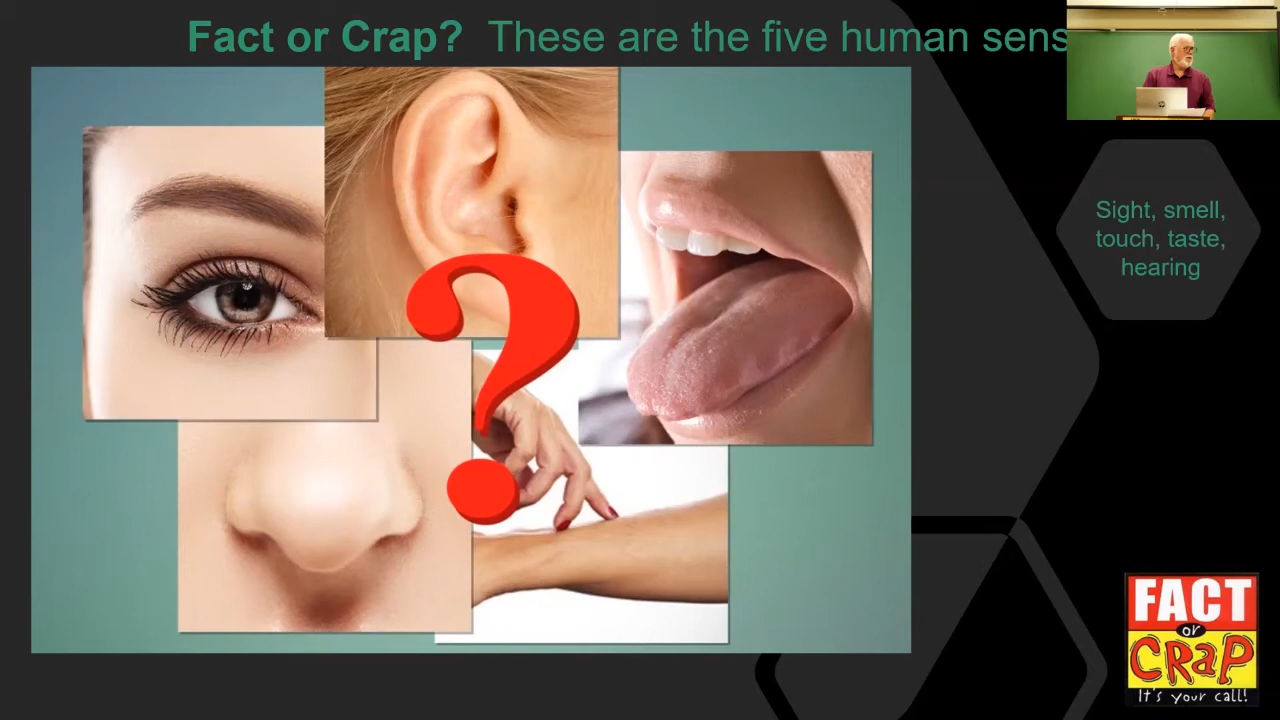 Fact or Crap? These are the five human sens
Sight, smell,
touch, taste,
hearing
FACT
or
CRAP
It's your call!